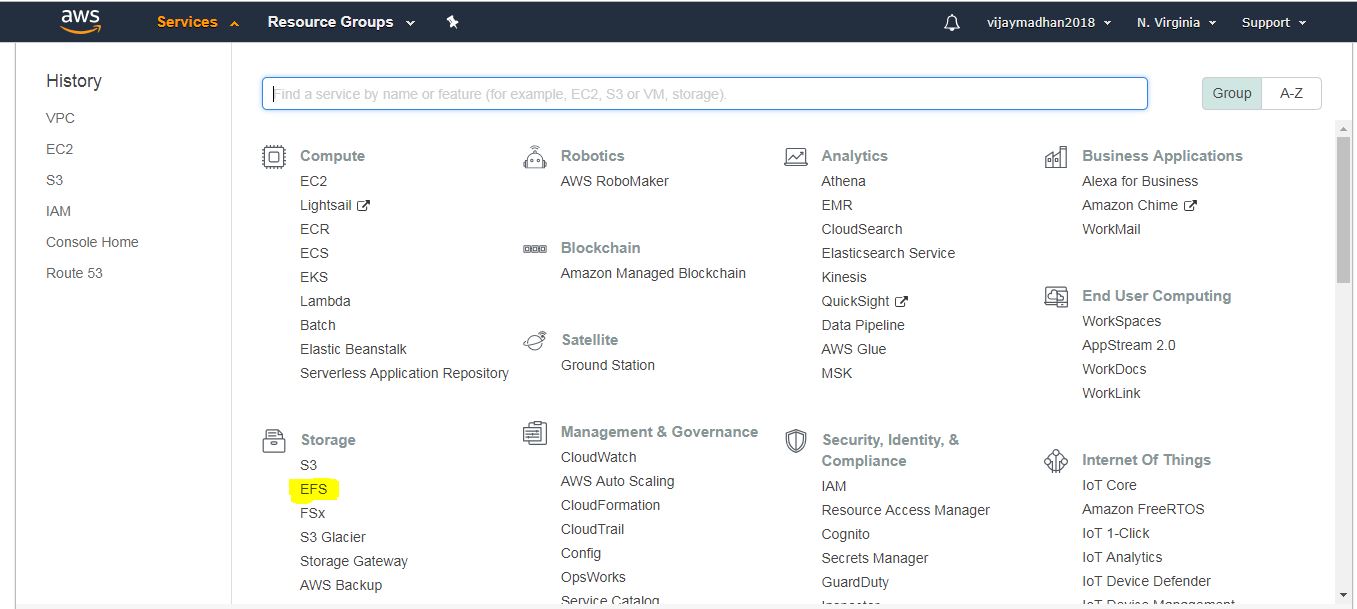 aws
Services
Resource Groups
vijaymadhan2018
N. Virginia
Support
History
VPC
EC2
S3
IAM
Console Home
Route 53
Find a service by name or feature (for example, EC2, S3 or VM, storage).
Group
A-Z
Compute
EC2
Lightsail
ECR
ECS
EKS
Lambda
Batch
Elastic Beanstalk
Serverless Application Repository
Storage
S3
EFS
FSx
S3 Glacier
Storage Gateway
AWS Backup
Robotics
AWS RoboMaker
Blockchain
Amazon Managed Blockchain
Satellite
Ground Station
Management & Governance
CloudWatch
AWS Auto Scaling
CloudFormation
CloudTrail
Config
OpsWorks
Service Catalog
Analytics
Athena
EMR
CloudSearch
Elasticsearch Service
Kinesis
QuickSight
Data Pipeline
AWS Glue
MSK
Security, Identity, &
Compliance
IAM
Resource Access Manager
Cognito
Secrets Manager
GuardDuty
Inspector
Business Applications
Alexa for Business
Amazon Chime
WorkMail
End User Computing
WorkSpaces
AppStream 2.0
WorkDocs
WorkLink
Internet Of Things
IoT Core
Amazon FreeRTOS
IoT 1-Click
IoT Analytics
IoT Device Defender
IoT Device Management